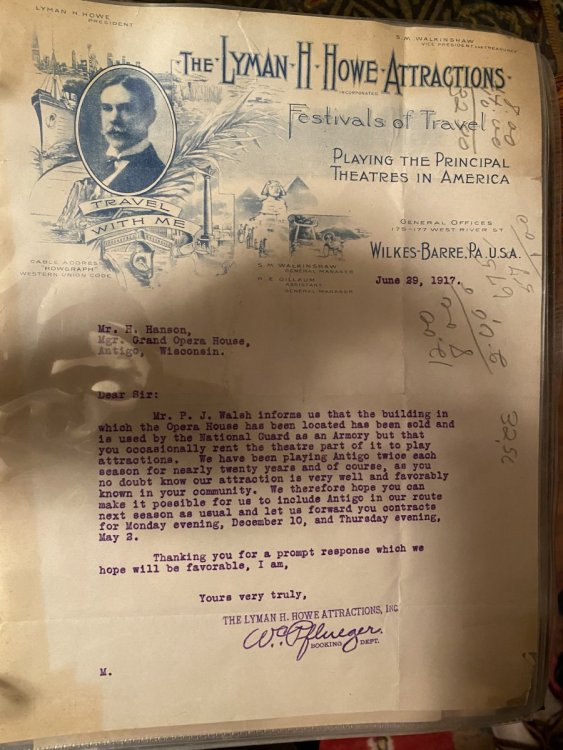 LYMAN H. HOWE
PRESIDENT
S.M. WALKINSHAW
VICE PRESIDENT AND TREASURER
THE LYMAN H HOWE ATTRACTIONS
INCORPORATED
Festivals of Travel
PLAYING THE PRINCIPAL
THEATRES IN AMERICA
TRAVEL
WITH ME
GENERAL OFFICES
175-177 WEST RIVER ST
WILKES-BARRE, PA. U.S.A.
CABLE ADDRESS
"HOWGRAPH"
WESTERN UNION CODE
S.M. WALKINSHAW
GENERAL MANAGER
R.E. GILLAUM
ASSISTANT
GENERAL MANAGER
June 29, 1917.
Mr. H. Hanson,
Mgr. Grand Opera House,
Antigo, Wisconsin.
Dear Sir:
Mr. P. J. Walsh informs us that the building in
which the Opera House has been located has been sold and
is used by the National Guard as an Armory but that
you occasionally rent the theatre part of it to play
attractions. We have been playing Antigo twice each
season for nearly twenty years and of course, as you
no doubt know our attraction is very well and favorably
known in your community. We therefore hope you can
make it possible for us to include Antigo in our route
next season as usual and let us forward you contracts
for Monday evening, December 10, and Thursday evening,
May 2.
Thanking you for a prompt response which we
hope will be favorable, I am,
Yours very truly,
THE LYMAN H. HOWE ATTRACTIONS, INC
W.C. Pflueger.
BOOKING DEPT.
M.
32,50